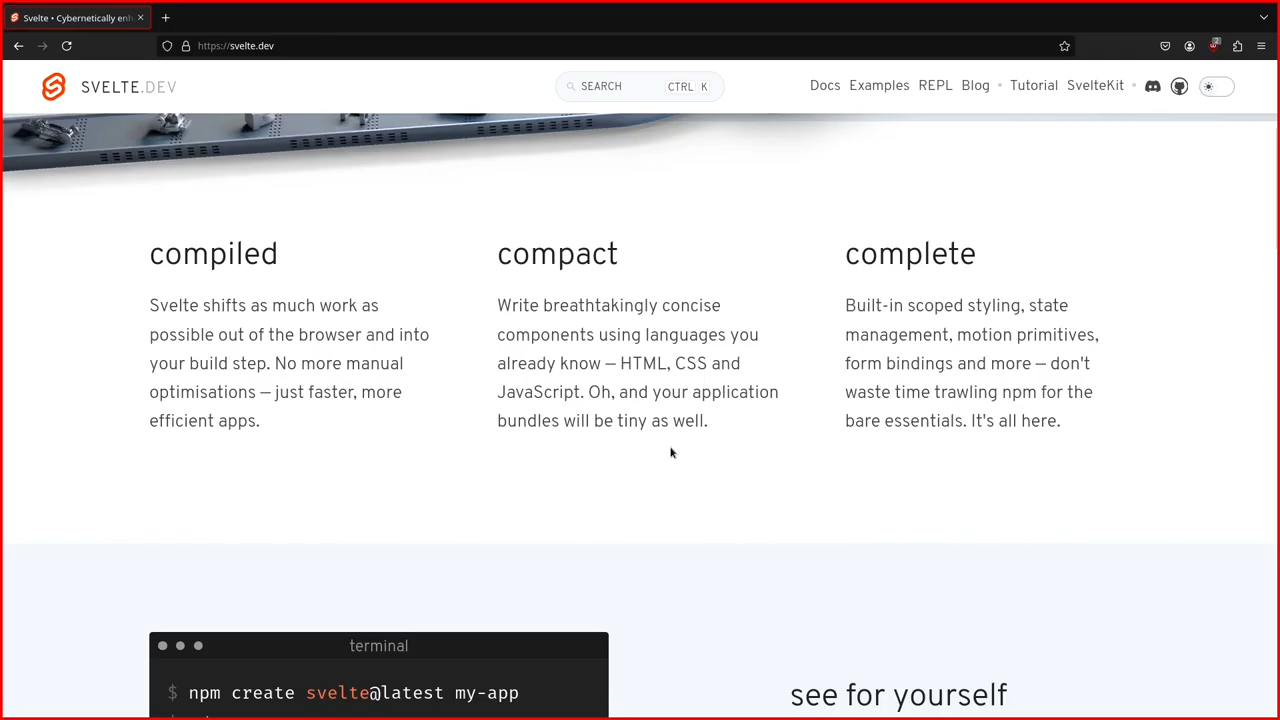 Svelte • Cybernetically enh
https://svelte.dev
2
SVELTE.DEV
SEARCH CTRL K
Docs Examples REPL Blog • Tutorial SvelteKit •
compiled
Svelte shifts as much work as
possible out of the browser and into
your build step. No more manual
optimisations – just faster, more
efficient apps.
compact
Write breathtakingly concise
components using languages you
already know – HTML, CSS and
JavaScript. Oh, and your application
bundles will be tiny as well.
complete
Built-in scoped styling, state
management, motion primitives,
form bindings and more – don't
waste time trawling npm for the
bare essentials. It's all here.
terminal
$ npm create svelte@latest my-app
see for yourself